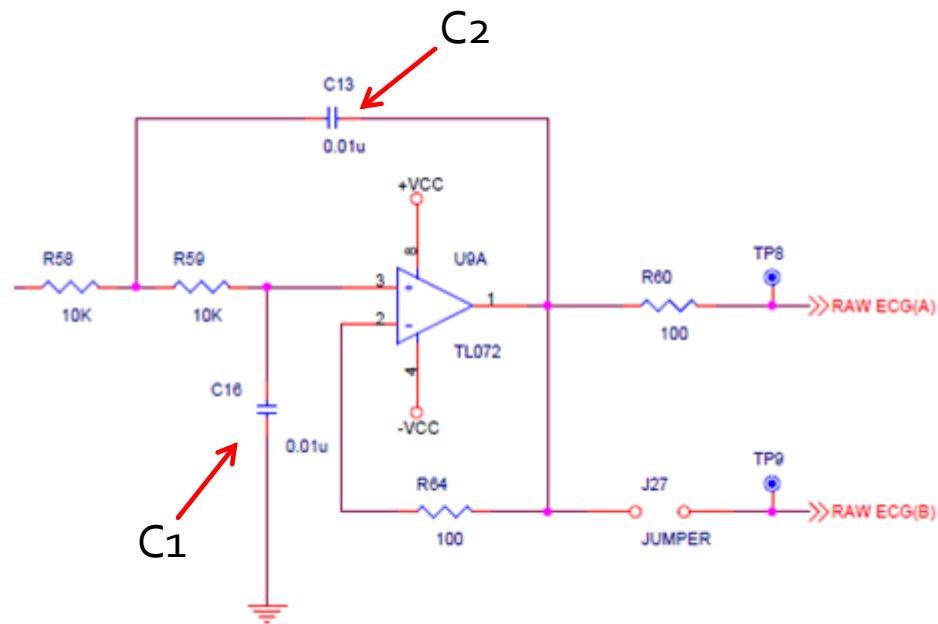 C2
C13
0.01u
+VCC
8
U9A
R58
R59
3
+
1
R60
TP8
RAW ECG(A)
10K
10K
2
-
100
TL072
4
C16
-VCC
0.01u
R64
J27
TP9
RAW ECG(B)
100
JUMPER
C1